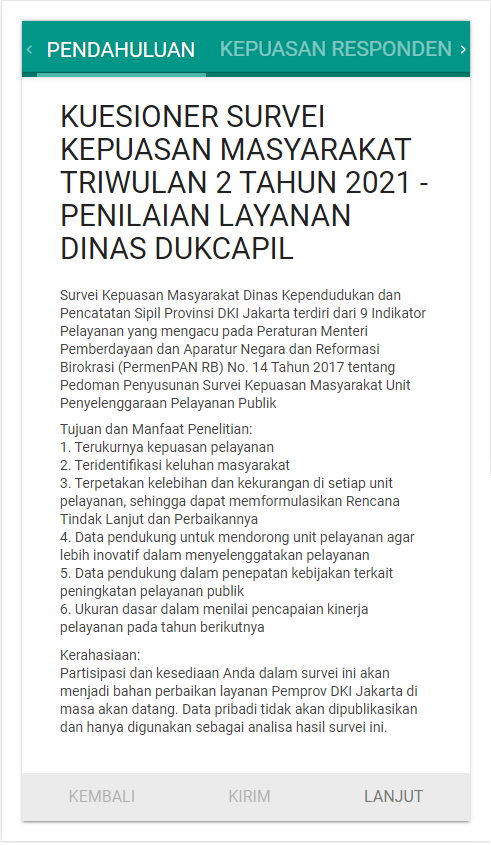 PENDAHULUAN KEPUASAN RESPONDEN
KUESIONER SURVEI
KEPUASAN MASYARAKAT
TRIWULAN 2 TAHUN 2021 -
PENILAIAN LAYANAN
DINAS DUKCAPIL
Survei Kepuasan Masyarakat Dinas Kependudukan dan
Pencatatan Sipil Provinsi DKI Jakarta terdiri dari 9 Indikator
Pelayanan yang mengacu pada Peraturan Menteri
Pemberdayaan dan Aparatur Negara dan Reformasi
Birokrasi (PermenPAN RB) No. 14 Tahun 2017 tentang
Pedoman Penyusunan Survei Kepuasan Masyarakat Unit
Penyelenggaraan Pelayanan Publik
Tujuan dan Manfaat Penelitian:
1. Terukurnya kepuasan pelayanan
2. Teridentifikasi keluhan masyarakat
3. Terpetakan kelebihan dan kekurangan di setiap unit
pelayanan, sehingga dapat memformulasikan Rencana
Tindak Lanjut dan Perbaikannya
4. Data pendukung untuk mendorong unit pelayanan agar
lebih inovatif dalam menyelenggatakan pelayanan
5. Data pendukung dalam penepatan kebijakan terkait
peningkatan pelayanan publik
6. Ukuran dasar dalam menilai pencapaian kinerja
pelayanan pada tahun berikutnya
Kerahasiaan:
Partisipasi dan kesediaan Anda dalam survei ini akan
menjadi bahan perbaikan layanan Pemprov DKI Jakarta di
masa akan datang. Data pribadi tidak akan dipublikasikan
dan hanya digunakan sebagai analisa hasil survei ini.
KEMBALI KIRIM LANJUT